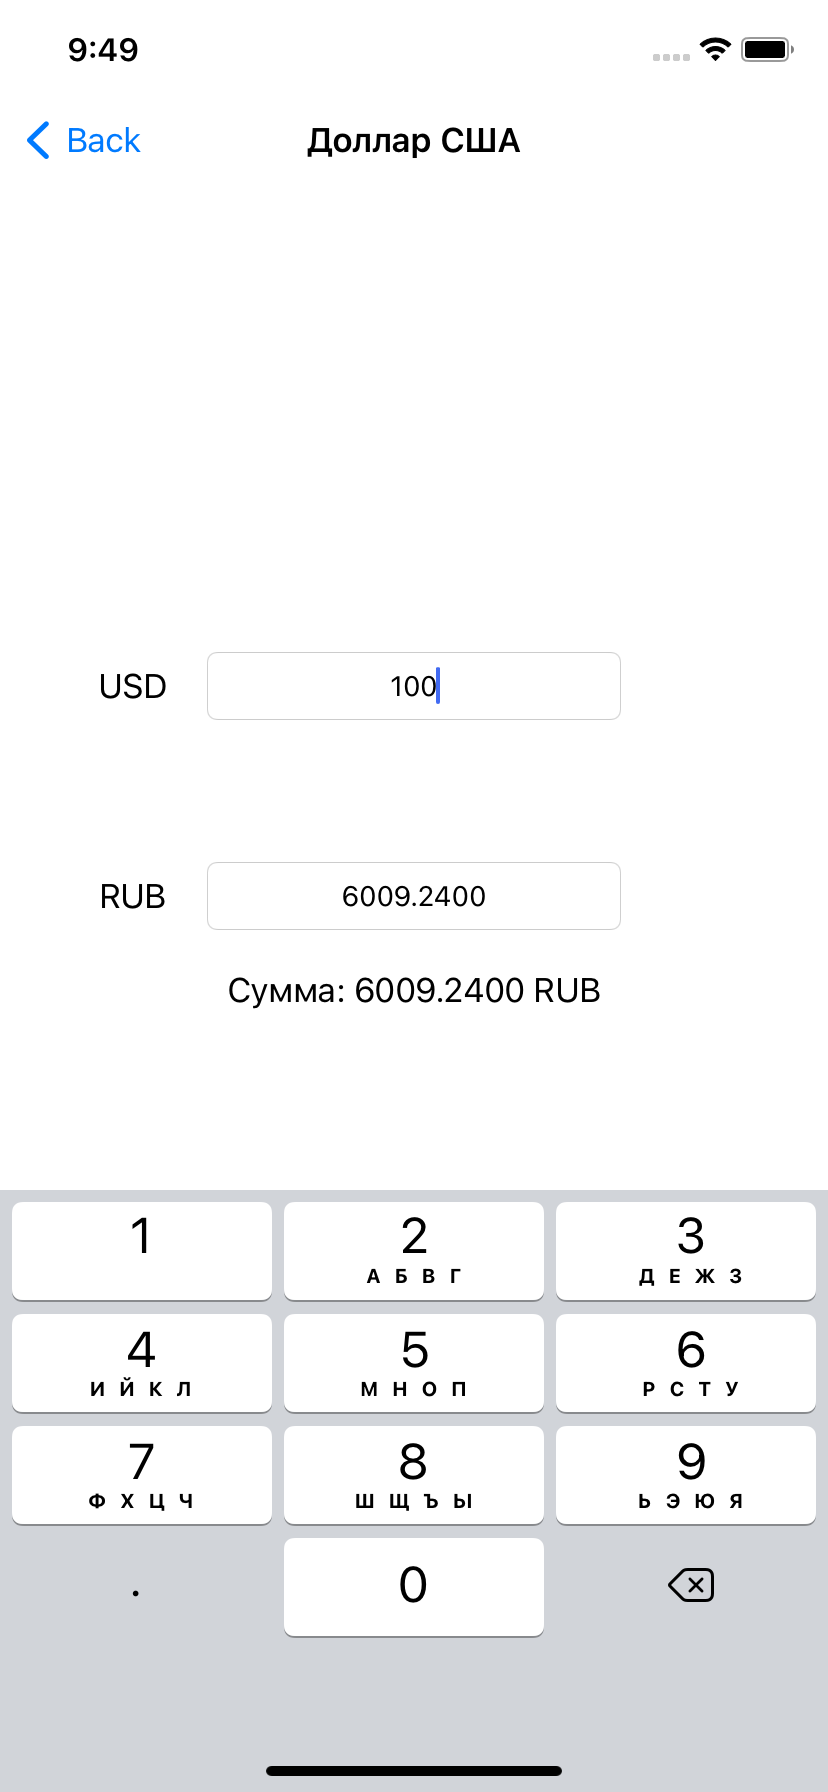 9:49
Back
Доллар США
USD 100
RUB 6009.2400
Сумма: 6009.2400 RUB
1 2 3
А Б В Г Д Е Ж З
4 5 6
И Й К Л М Н О П Р С Т У
7 8 9
Ф Х Ц Ч Ш Щ Ъ Ы Ь Э Ю Я
. 0